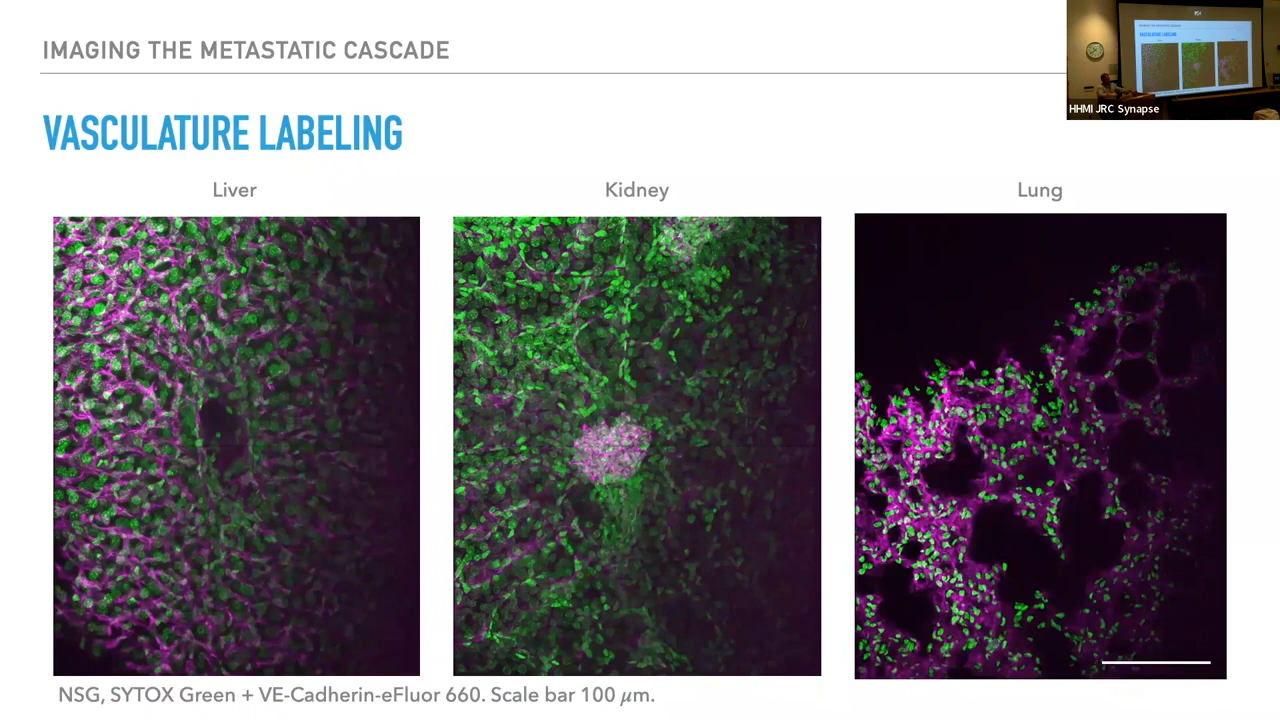 IMAGING THE METASTATIC CASCADE
HHMI JRC Synapse
VASCULATURE LABELING
Liver
Kidney
Lung
NSG, SYTOX Green + VE-Cadherin-eFluor 660. Scale bar 100 𝜇m.